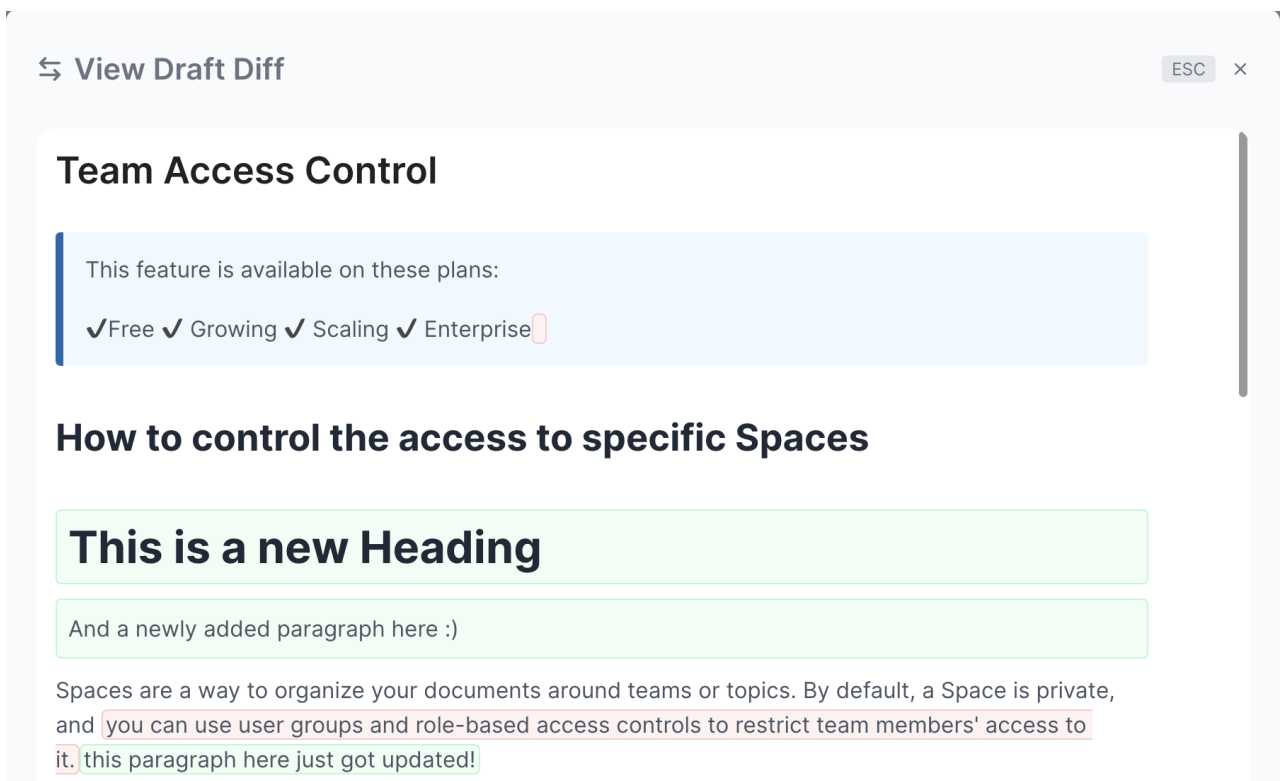 View Draft Diff
ESC ×
Team Access Control
This feature is available on these plans:
✔Free ✔ Growing ✔ Scaling ✔ Enterprise
How to control the access to specific Spaces
This is a new Heading
And a newly added paragraph here :)
Spaces are a way to organize your documents around teams or topics. By default, a Space is private,
and you can use user groups and role-based access controls to restrict team members' access to
it. this paragraph here just got updated!